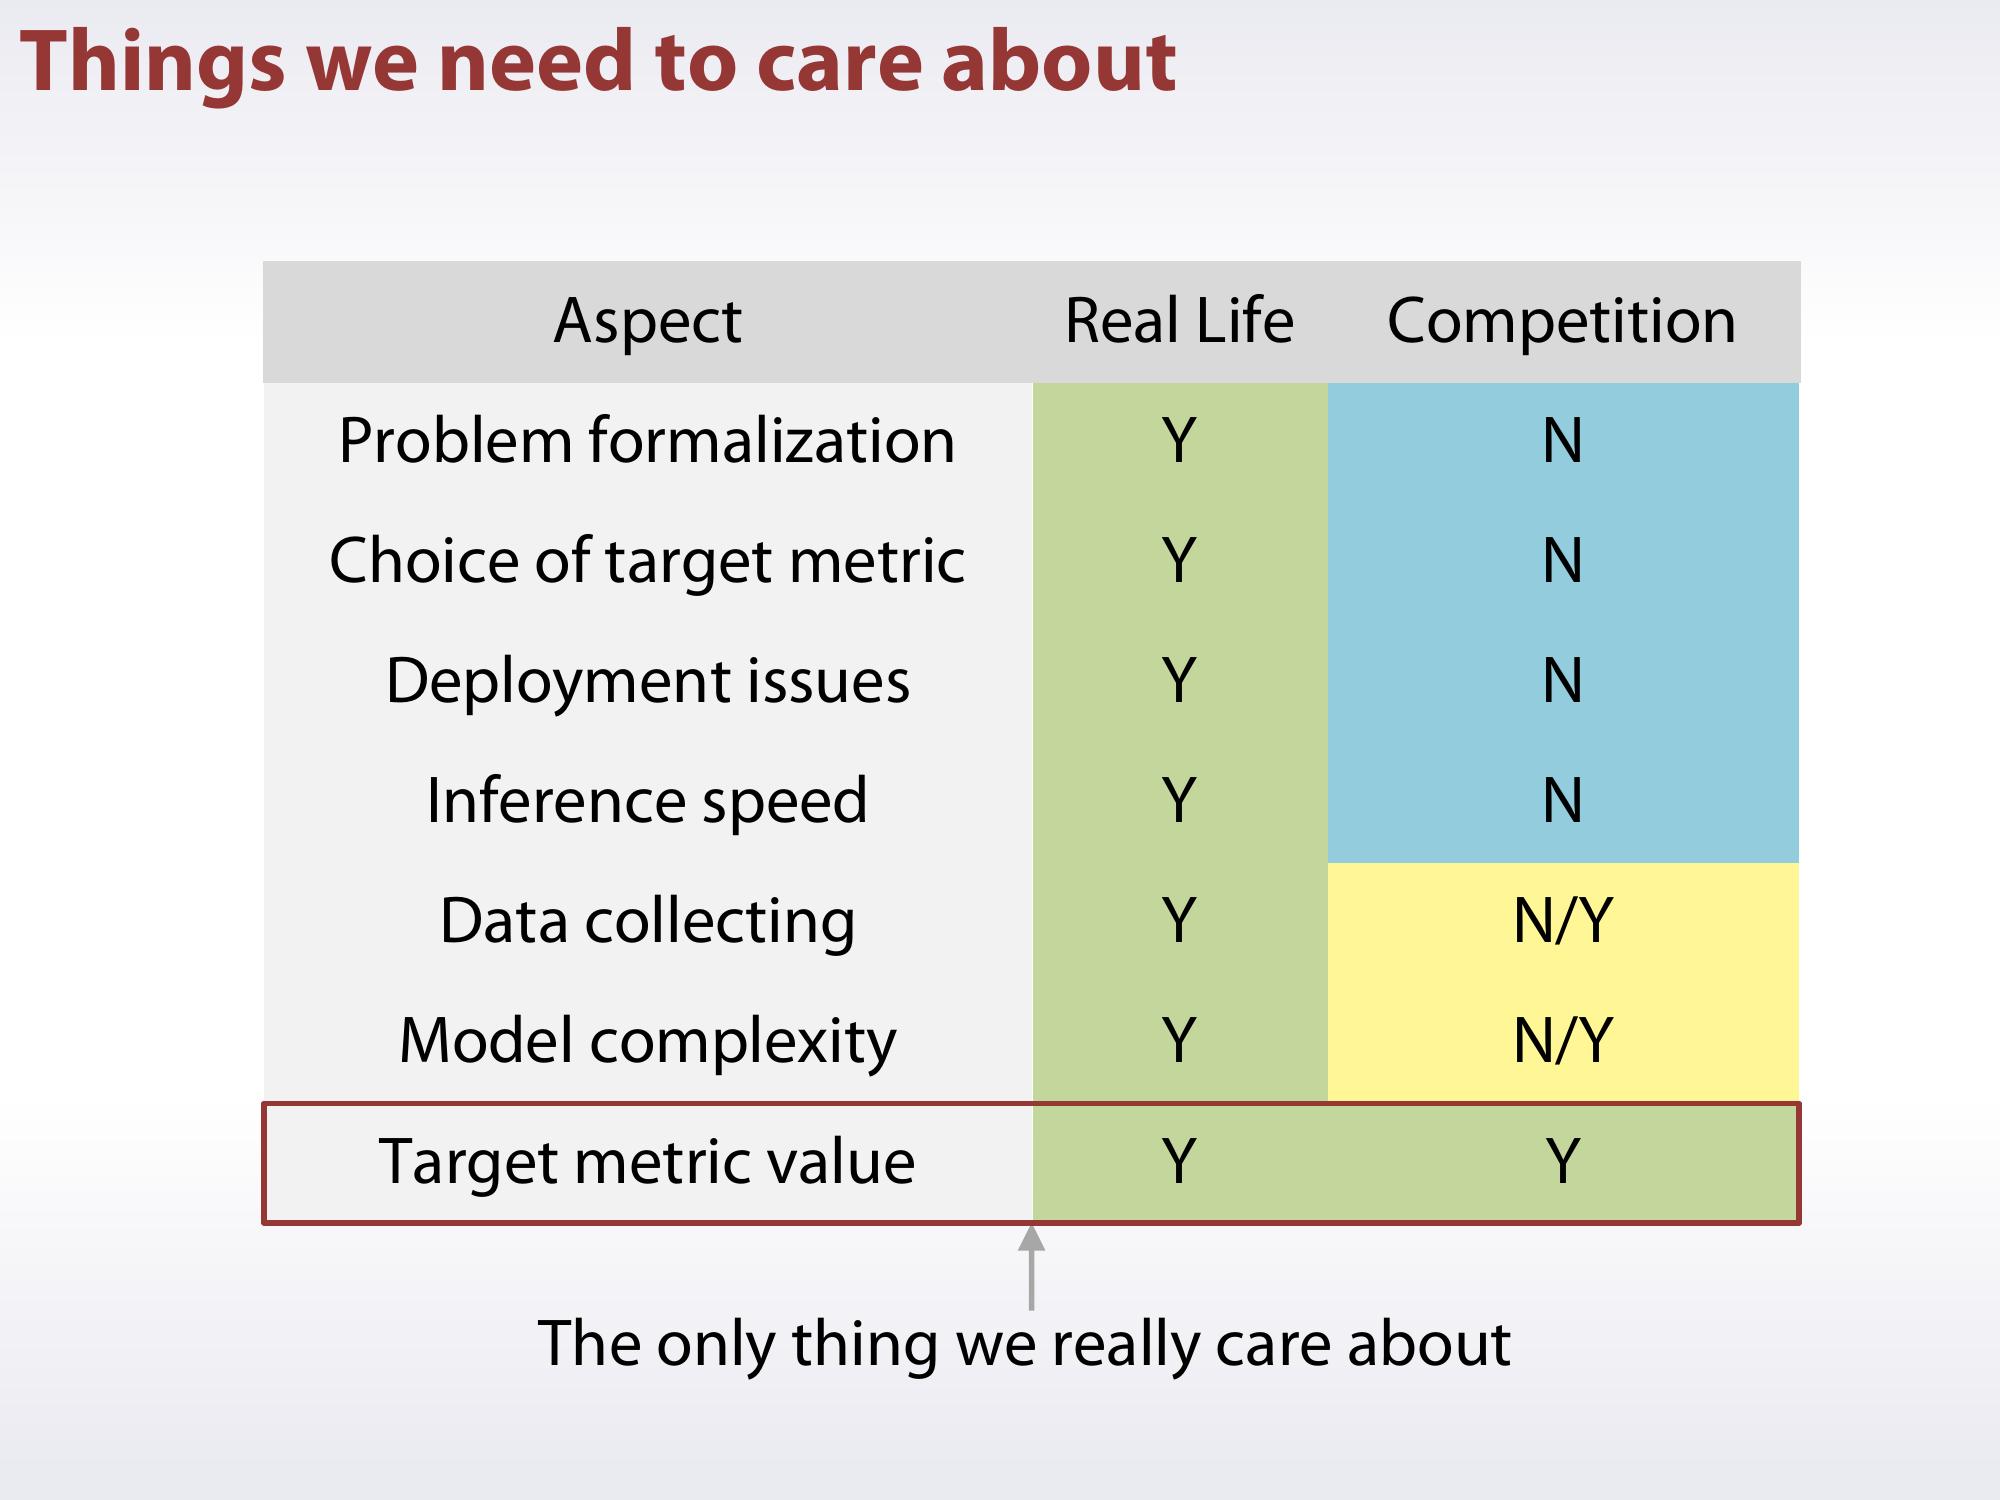 Things we need to care about
Aspect Real Life Competition
Problem formalization Y N
Choice of target metric Y N
Deployment issues Y N
Inference speed Y N
Data collecting Y N/Y
Model complexity Y N/Y
Target metric value Y Y
The only thing we really care about